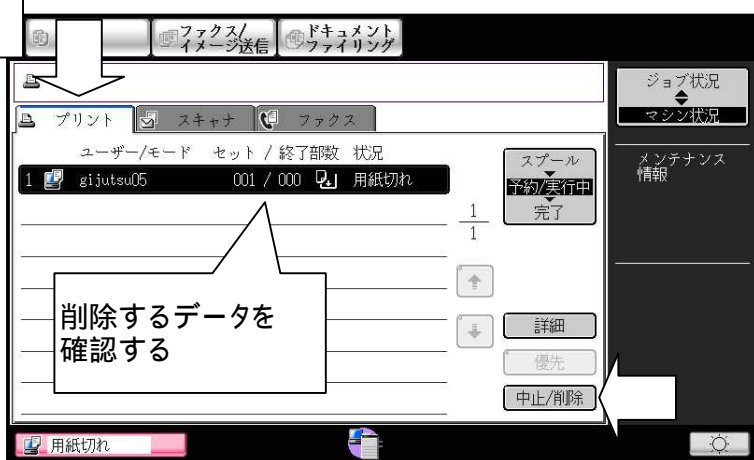 ファクス/
イメージ送信
ドキュメント
ファイリング
ジョブ状況
マシン状況
プリント
スキャナ
ファクス
ユーザー/モード セット / 終了部数 状況
1 gijutsu05 001 / 000 用紙切れ
スプール
予約/実行中
完了
メンテナンス
情報
1
1
削除するデータを
確認する
詳細
優先
中止/削除
用紙切れ